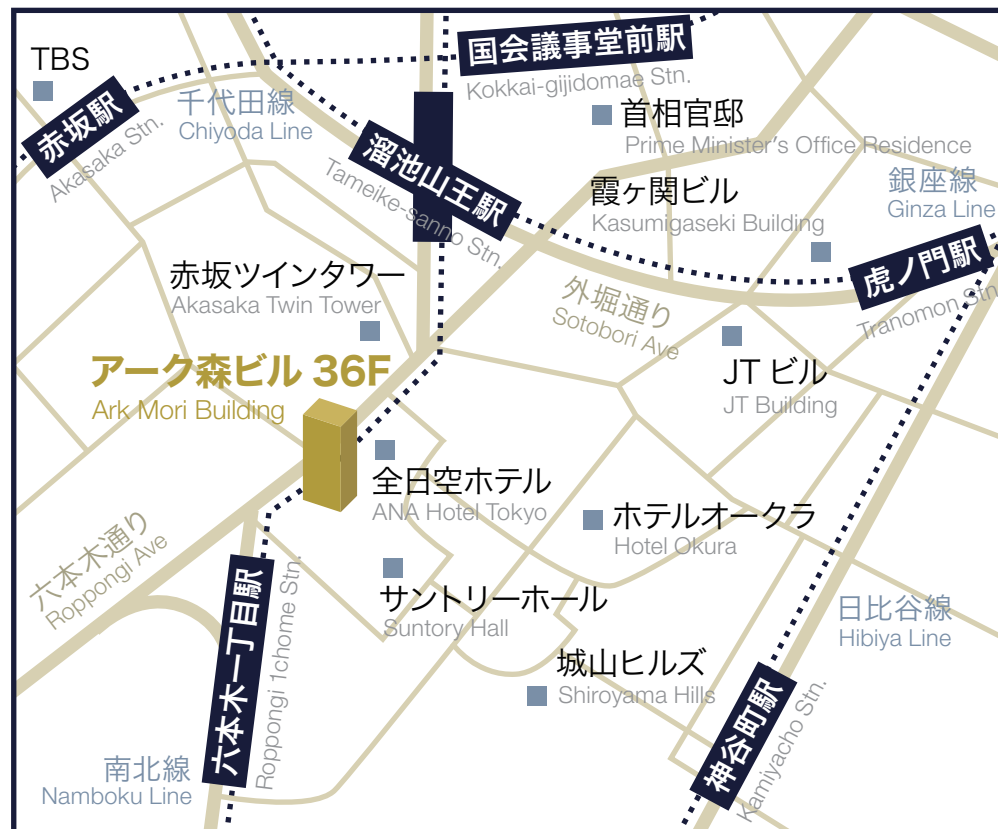 TBS
国会議事堂前駅
Kokkai-gijidomae Stn.
赤坂駅
Akasaka Stn.
千代田線
Chiyoda Line
首相官邸
Prime Minister's Office Residence
溜池山王駅
Tameike-sanno Stn.
霞ヶ関ビル
Kasumigaseki Building
銀座線
Ginza Line
虎ノ門駅
Tranomon Stn.
赤坂ツインタワー
Akasaka Twin Tower
外堀通り
Sotobori Ave
JT ビル
JT Building
アーク森ビル 36F
Ark Mori Building
全日空ホテル
ANA Hotel Tokyo
ホテルオークラ
Hotel Okura
六本木通り
Roppongi Ave
サントリーホール
Suntory Hall
六本木一丁目駅
Roppongi 1chome Stn.
日比谷線
Hibiya Line
城山ヒルズ
Shiroyama Hills
神谷町駅
Kamiyacho Stn.
南北線
Namboku Line